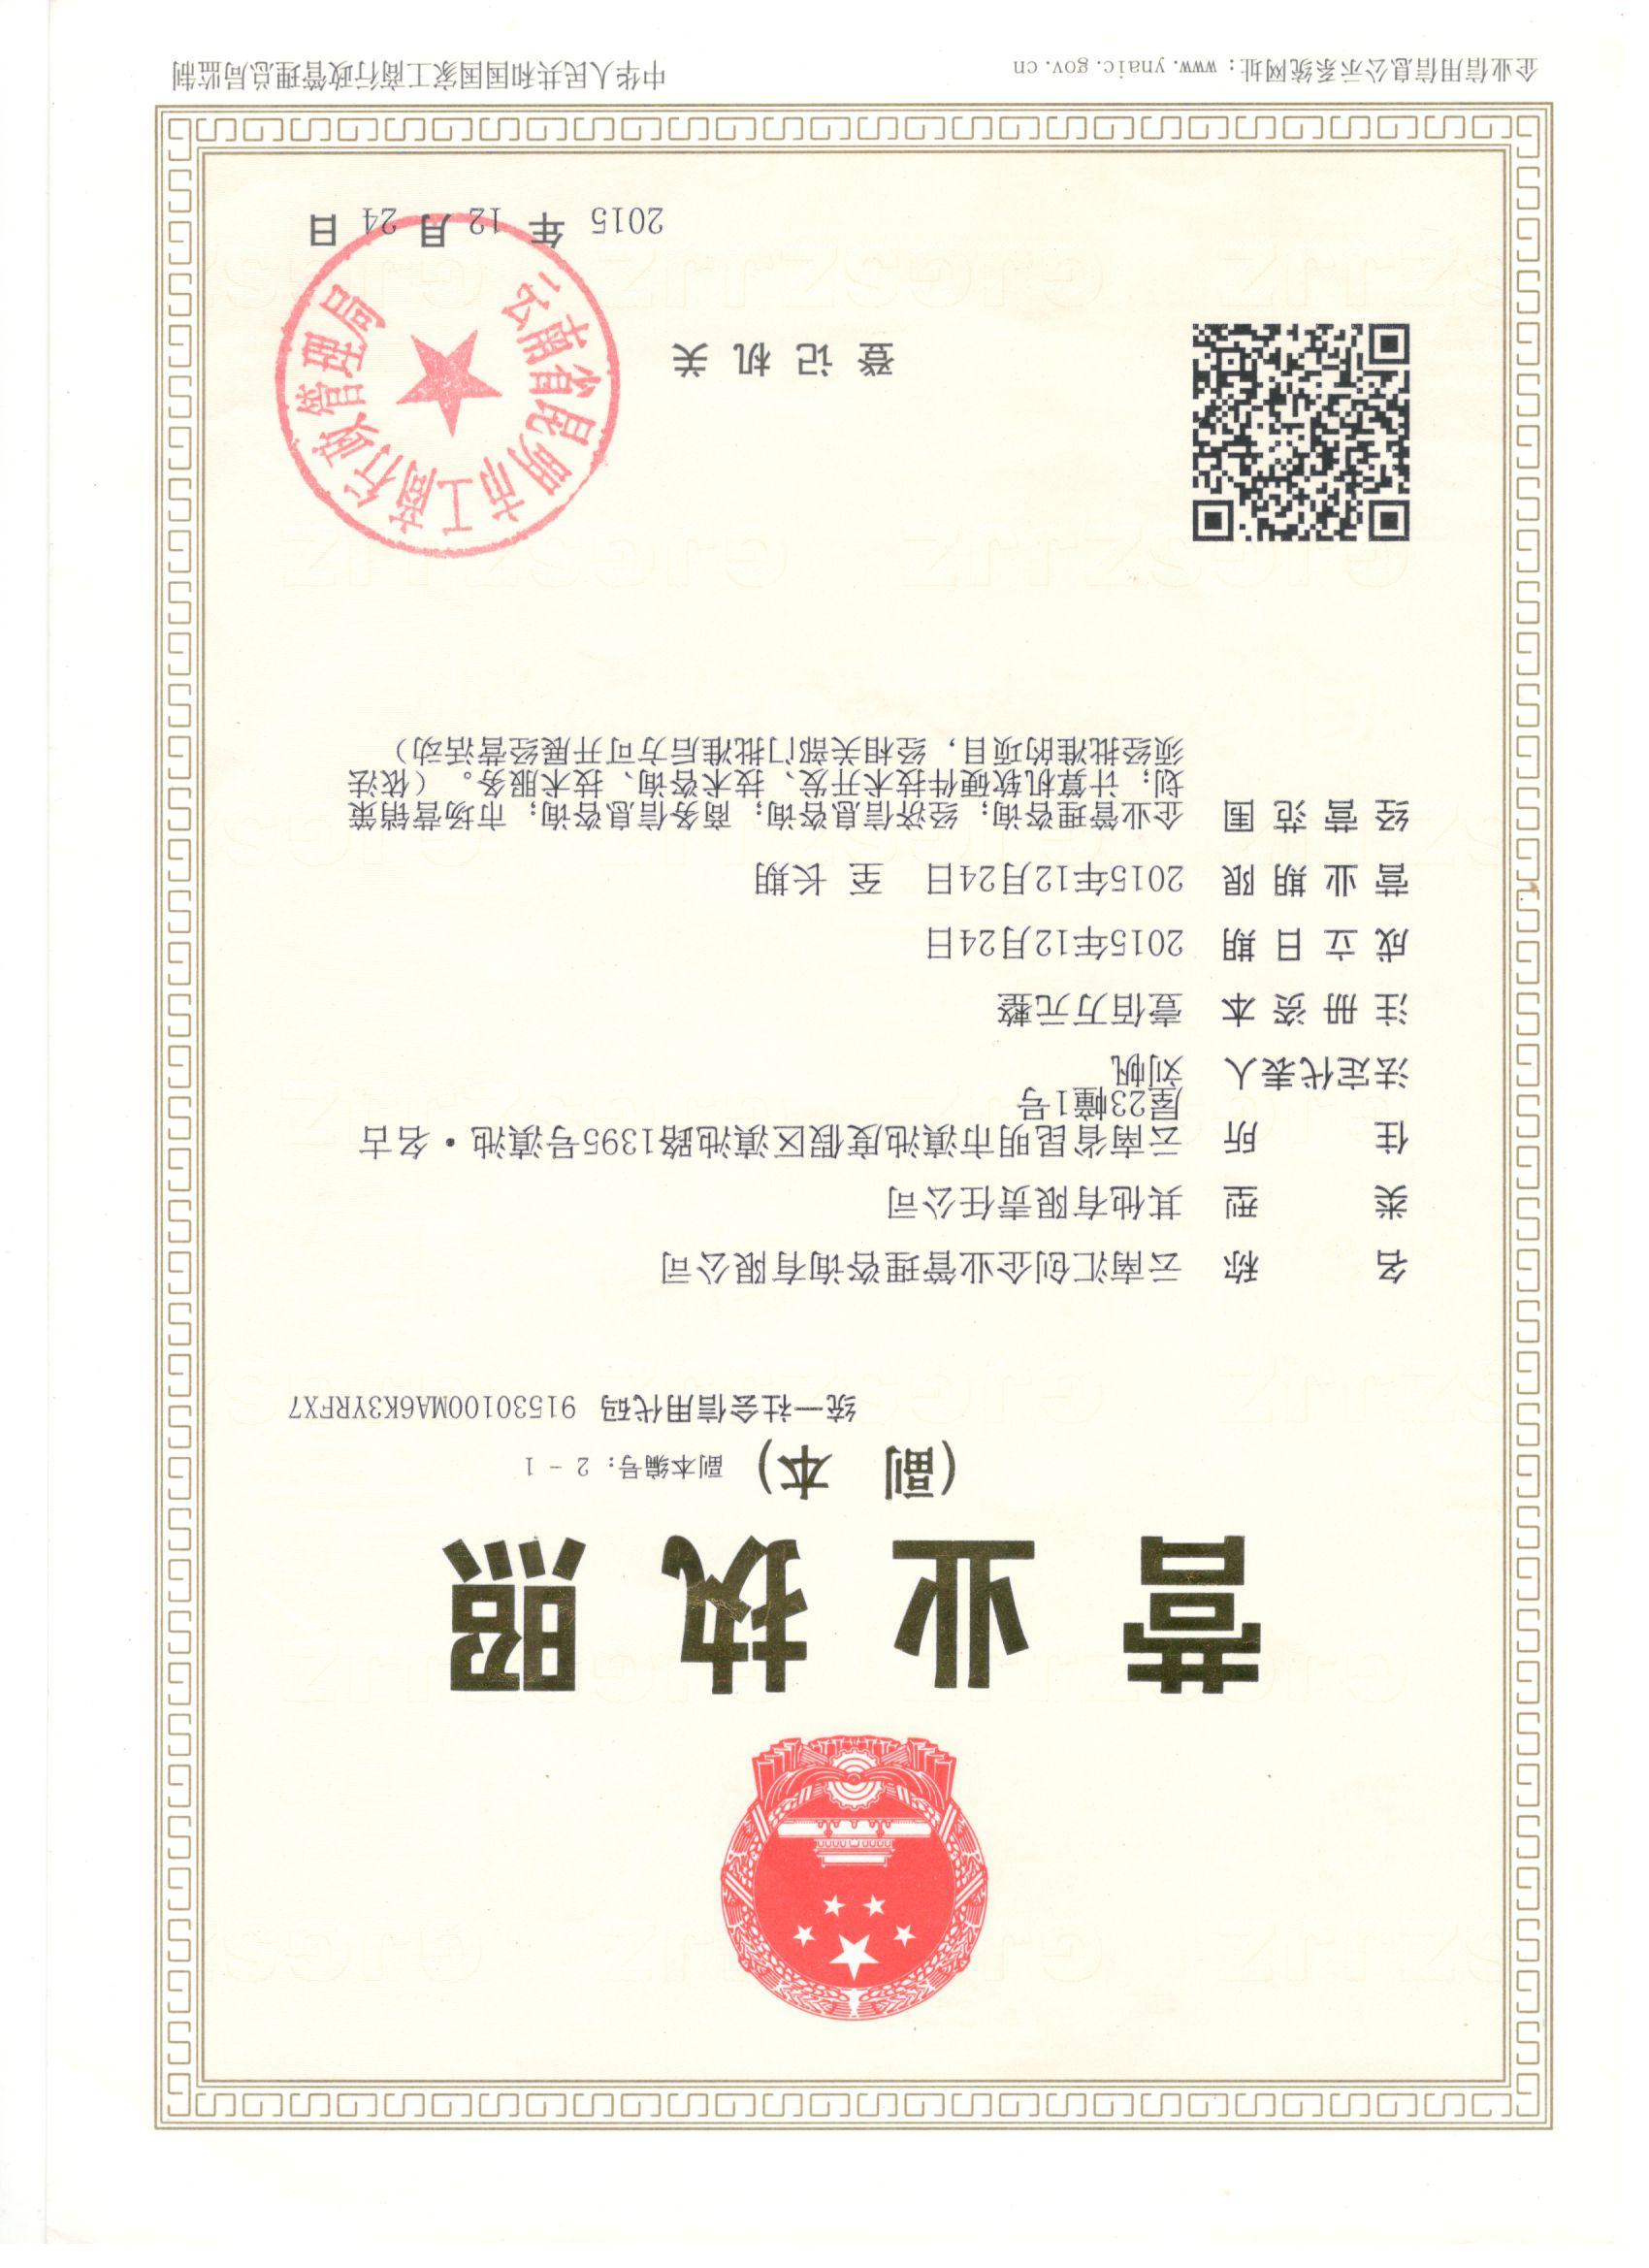 营业执照
(副 本) 副本编号：2－1
统一社会信用代码 91530100MA6K3YRFX7
名称 云南汇创企业管理咨询有限公司
类型 其他有限责任公司
住所 云南省昆明市滇池度假区滇池路1395号滇池·名古
屋23幢1号
法定代表人 刘帆
注册资本 壹佰万元整
成立日期 2015年12月24日
营业期限 2015年12月24日 至 长期
经营范围 企业管理咨询；经济信息咨询；商务信息咨询；市场营销策
划；计算机软硬件技术开发、技术咨询、技术服务。（依法
须经批准的项目，经相关部门批准后方可开展经营活动）
云南省昆明市工商行政管理局
登记机关
2015 年 12 月 24 日
企业信用信息公示系统网址：www.ynaic.gov.cn
中华人民共和国国家工商行政管理总局监制